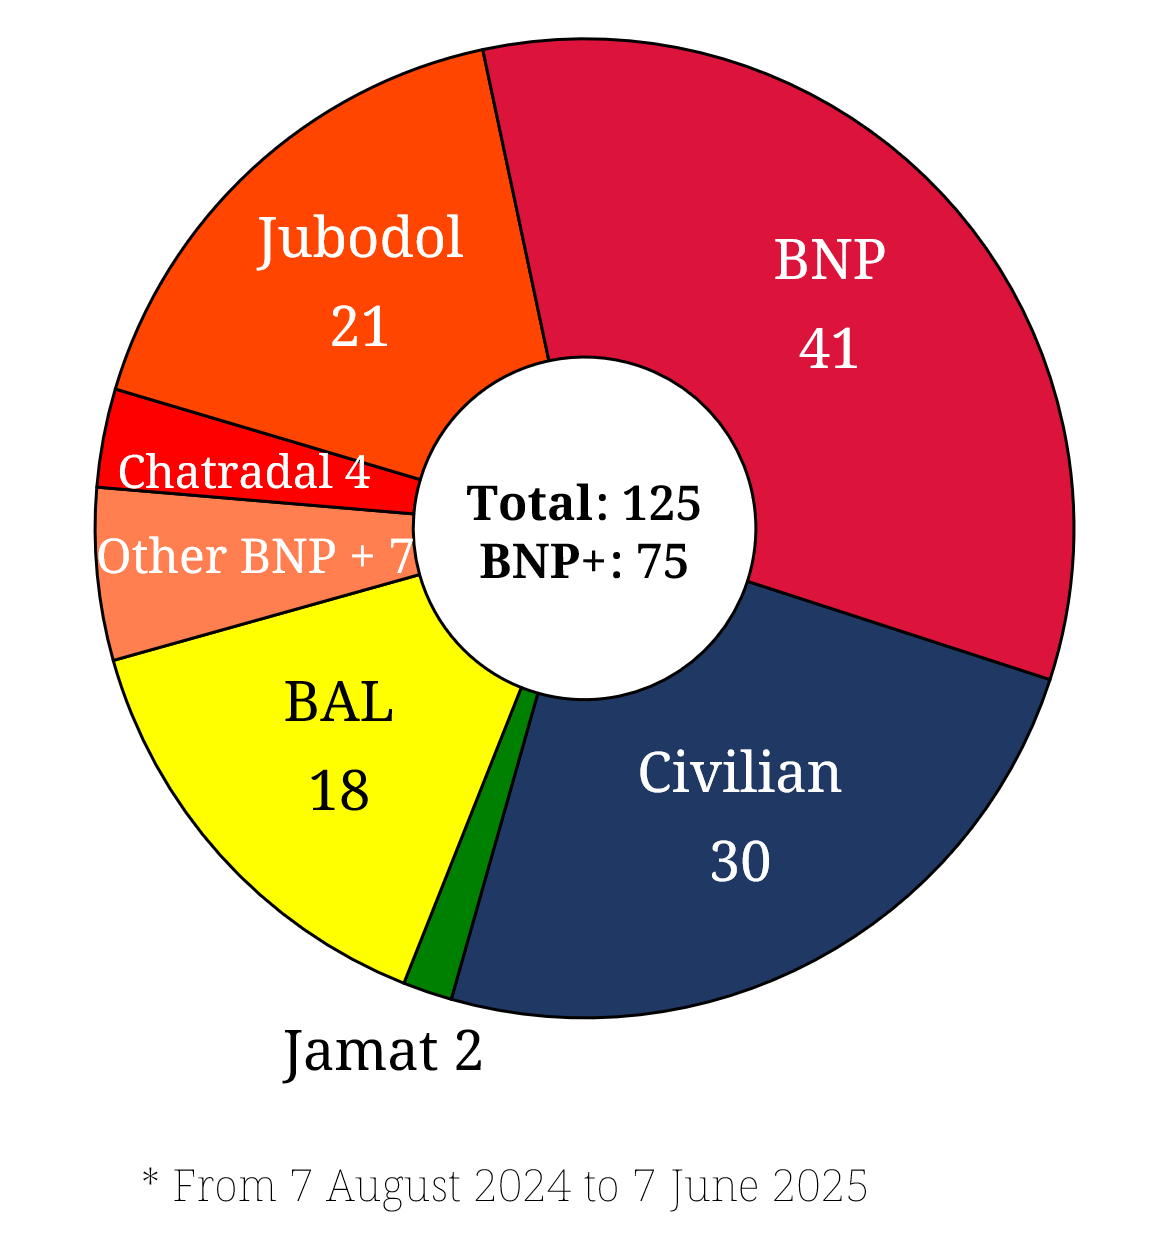 Jubodol
21
BNP
41
Chatradal 4
Other BNP + 7
Total: 125
BNP+: 75
BAL
18
Civilian
30
Jamat 2
* From 7 August 2024 to 7 June 2025